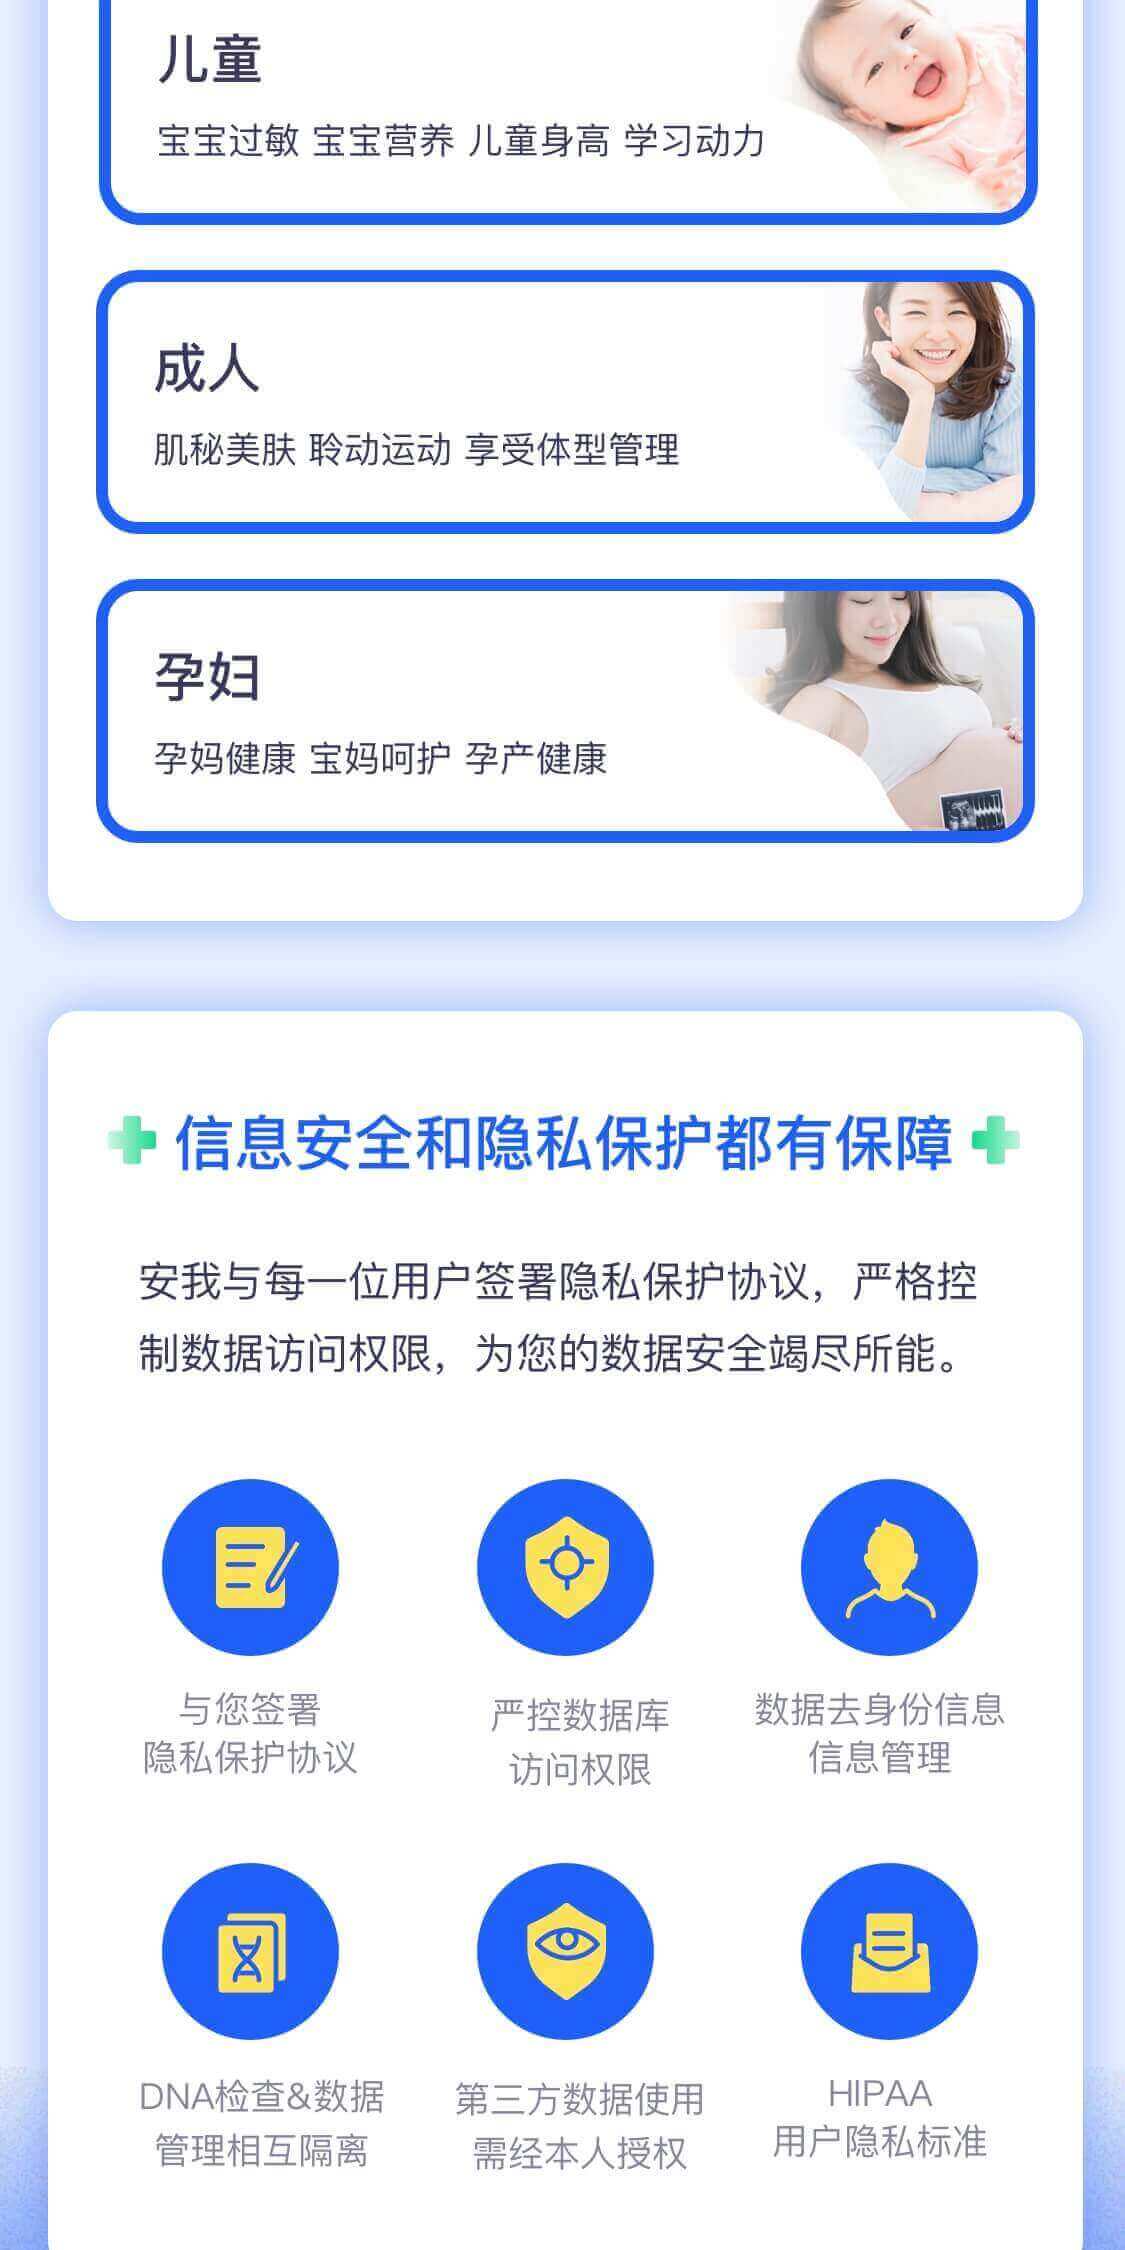 儿童
宝宝过敏 宝宝营养 儿童身高 学习动力
成人
肌秘美肤 聆动运动 享受体型管理
孕妇
孕妈健康 宝妈呵护 孕产健康
信息安全和隐私保护都有保障
安我与每一位用户签署隐私保护协议，严格控
制数据访问权限，为您的数据安全竭尽所能。
与您签署
隐私保护协议
严控数据库
访问权限
数据去身份信息
信息管理
DNA检查&数据
管理相互隔离
第三方数据使用
需经本人授权
HIPAA
用户隐私标准